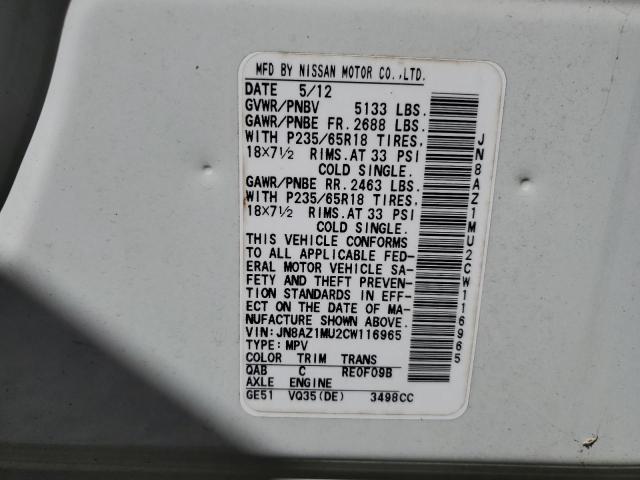 MFD BY NISSAN MOTOR CO.,LTD.
DATE 5/12
GVWR/PNBV 5133 LBS.
GAWR/PNBE FR. 2688 LBS.
WITH P235/65R18 TIRES,
18X7½ RIMS. AT 33 PSI
COLD SINGLE.
GAWR/PNBE RR. 2463 LBS.
WITH P235/65R18 TIRES,
18X7½ RIMS. AT 33 PSI
COLD SINGLE.
THIS VEHICLE CONFORMS
TO ALL APPLICABLE FED-
ERAL MOTOR VEHICLE SA-
FETY AND THEFT PREVEN-
TION STANDARDS IN EFF-
ECT ON THE DATE OF MA-
NUFACTURE SHOWN ABOVE.
VIN: JN8AZ1MU2CW116965
TYPE: MPV
COLOR TRIM TRANS
QAB C RE0F09B
AXLE ENGINE
GE51 VQ35(DE) 3498CC
JN8AZ1MU2CW116965